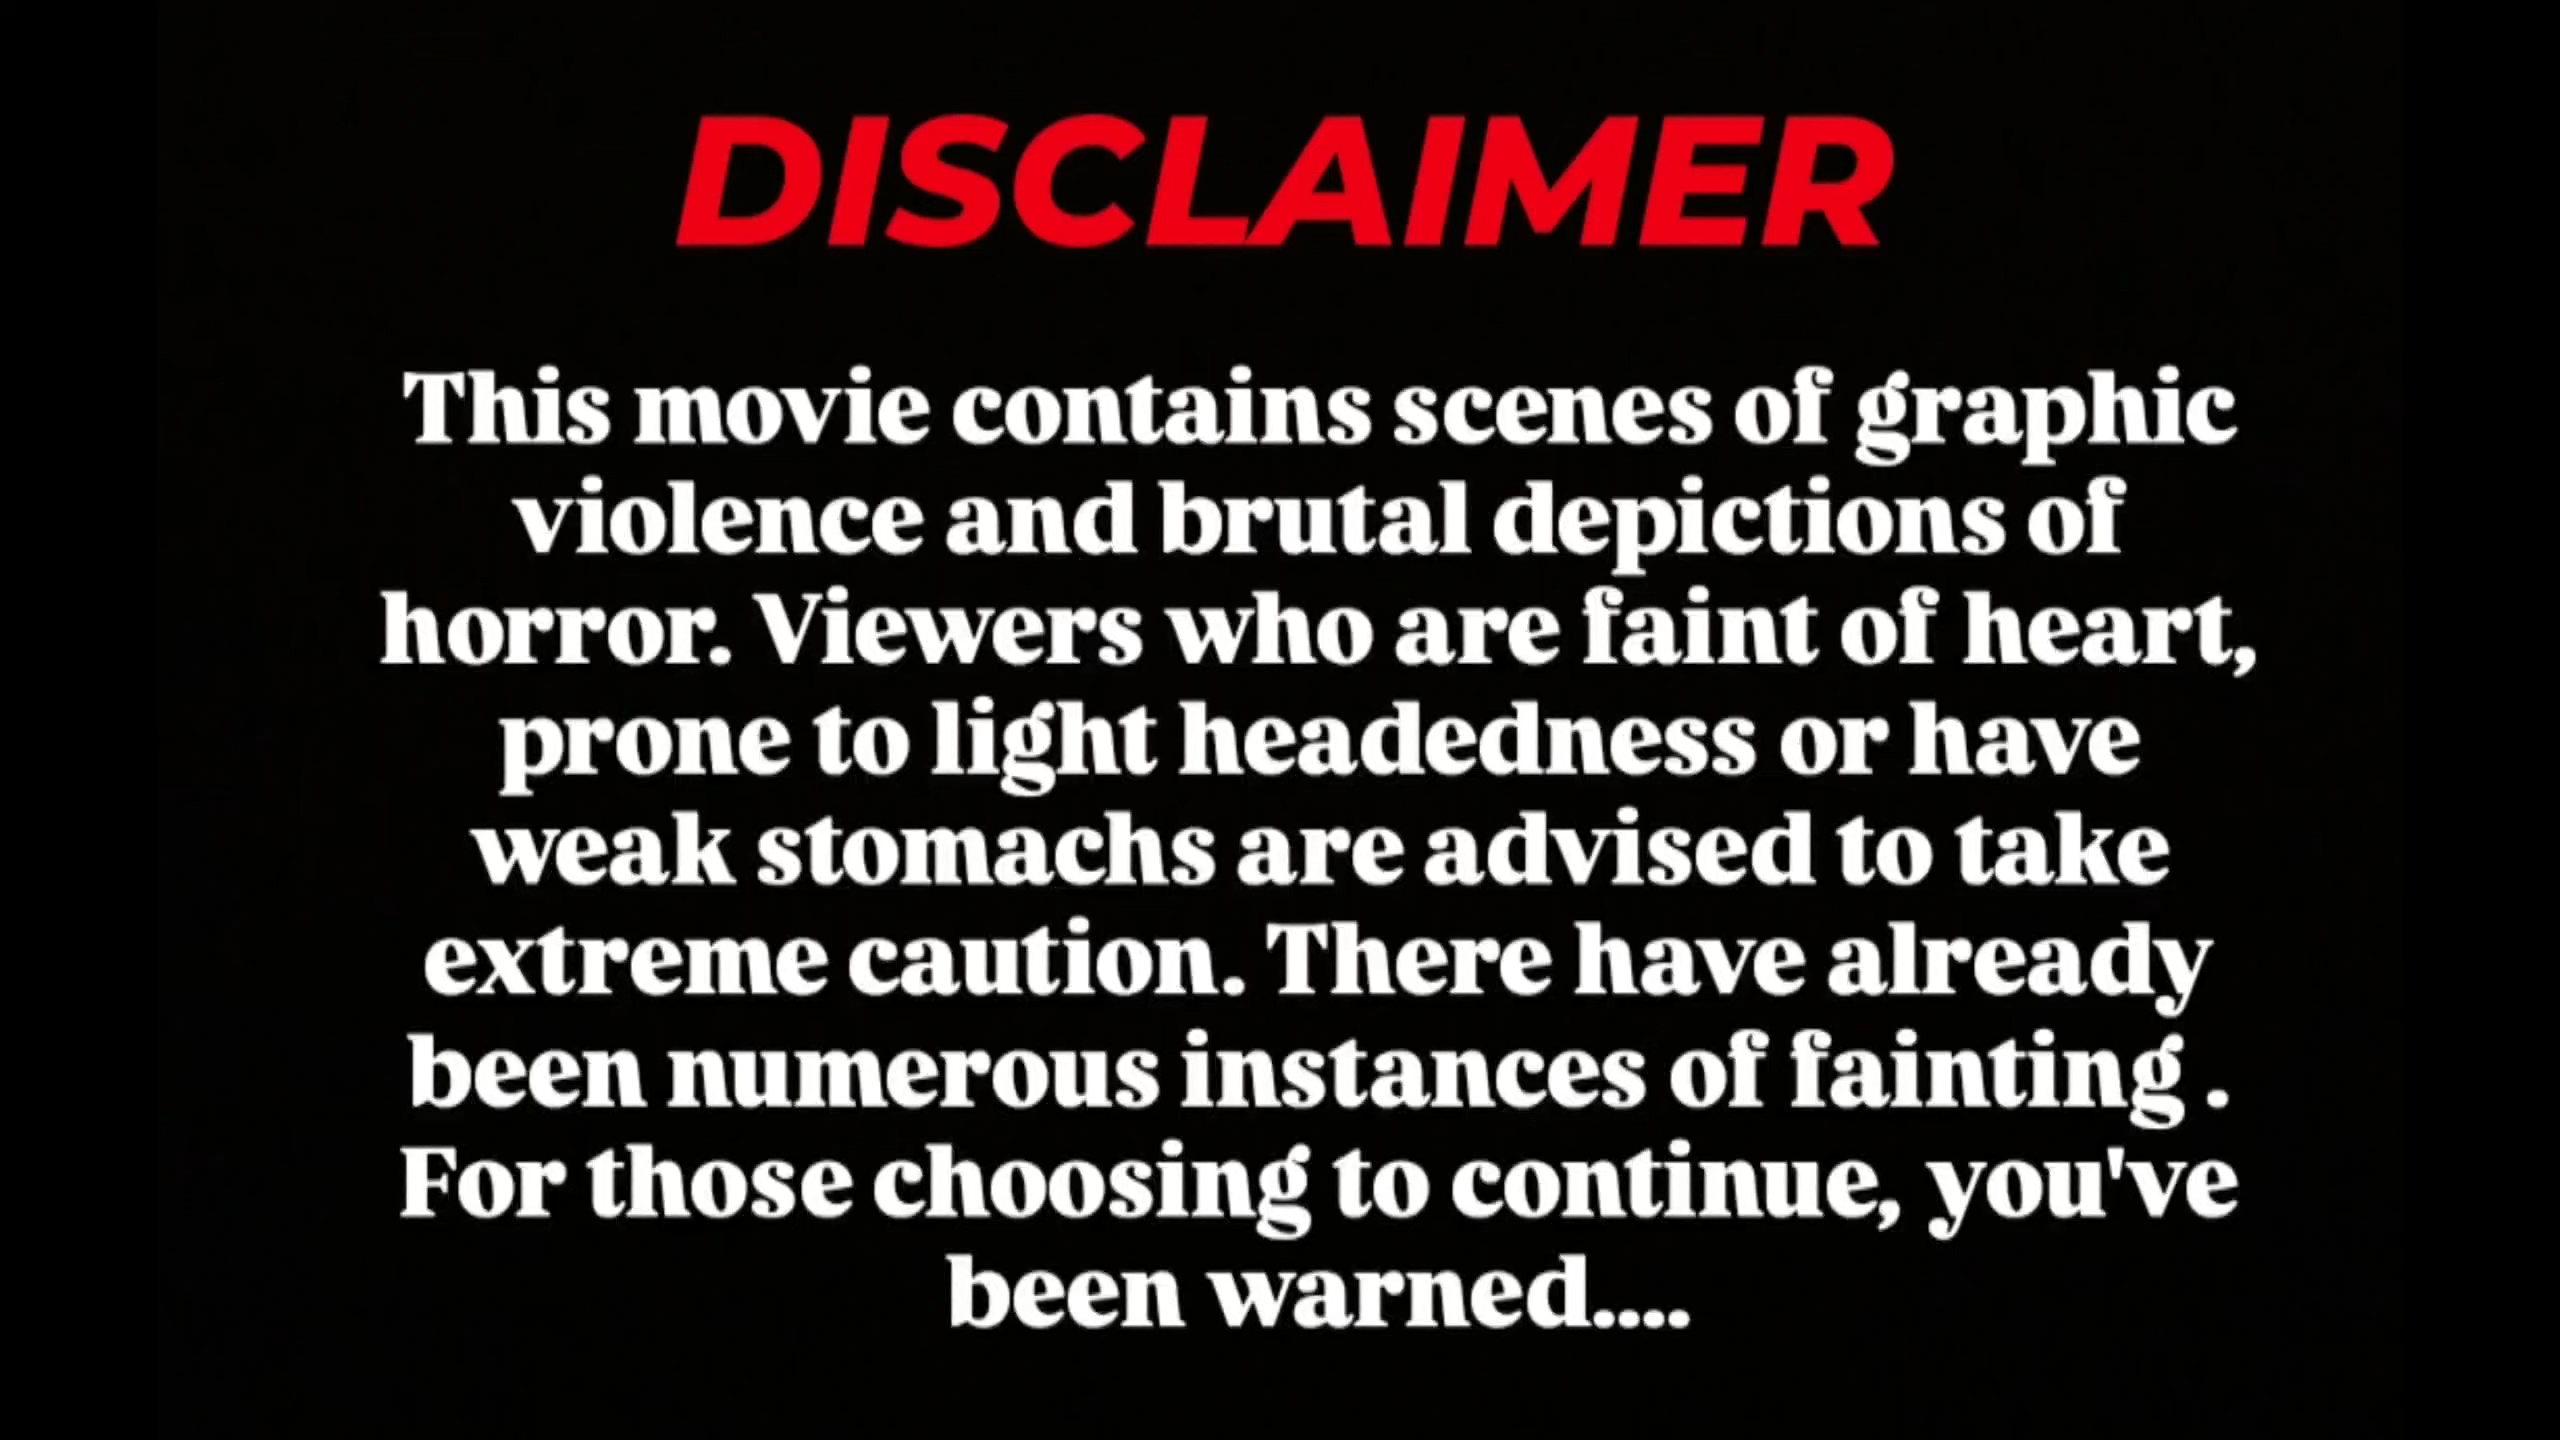 DISCLAIMER
This movie contains scenes of graphic
violence and brutal depictions of
horror. Viewers who are faint of heart,
prone to light headedness or have
weak stomachs are advised to take
extreme caution. There have already
been numerous instances of fainting .
For those choosing to continue, you've
been warned....